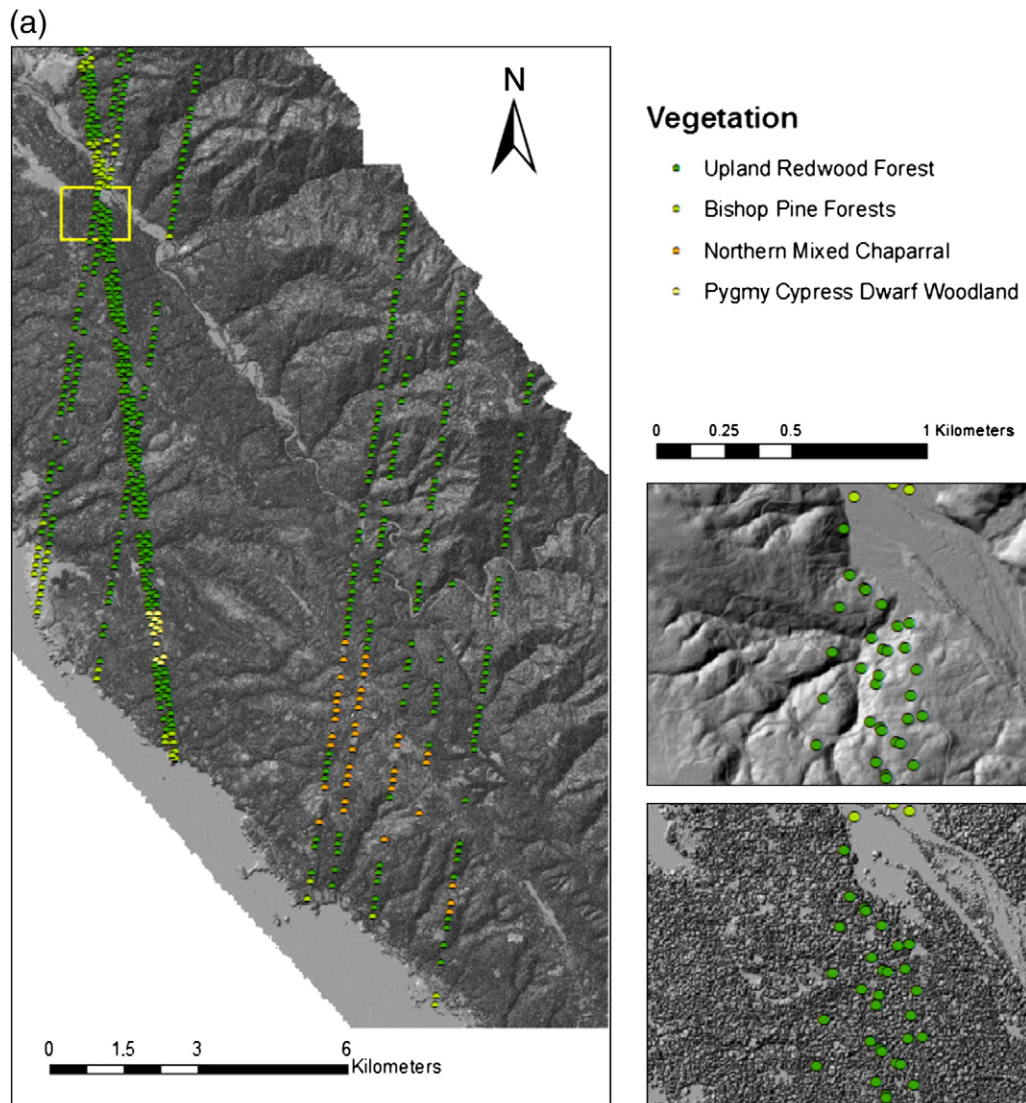 (a)
N
Vegetation
Upland Redwood Forest
Bishop Pine Forests
Northern Mixed Chaparral
Pygmy Cypress Dwarf Woodland
0 0.25 0.5 1 Kilometers
0 1.5 3 6 Kilometers